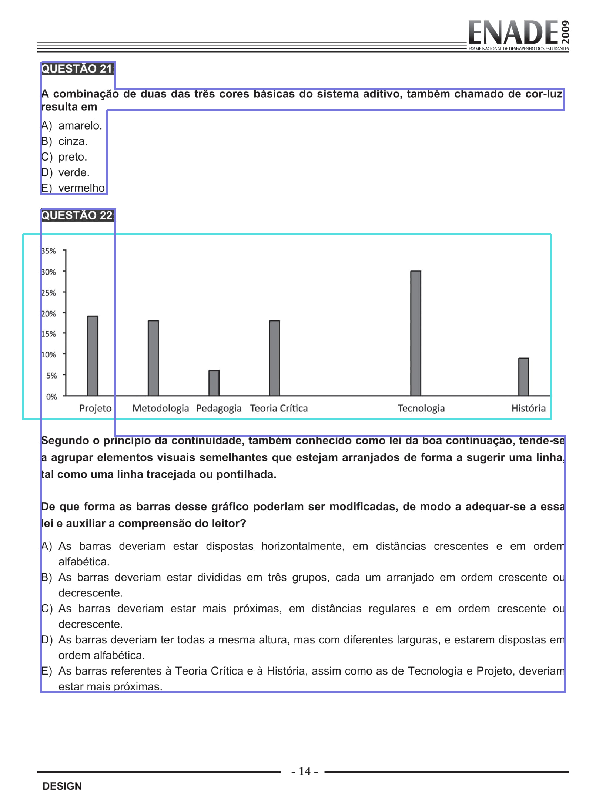 ENADE 2009
EXAME NACIONAL DE DESEMPENHO DOS ESTUDANTES
QUESTÃO 21
A combinação de duas das três cores básicas do sistema aditivo, também chamado de cor-luz,
resulta em
A) amarelo.
B) cinza.
C) preto.
D) verde.
E) vermelho
QUESTÃO 22
35%
30%
25%
20%
15%
10%
5%
0%
Projeto Metodologia Pedagogia Teoria Crítica Tecnologia História
Segundo o princípio da continuidade, também conhecido como lei da boa continuação, tende-se
a agrupar elementos visuais semelhantes que estejam arranjados de forma a sugerir uma linha,
tal como uma linha tracejada ou pontilhada.
De que forma as barras desse gráfico poderiam ser modificadas, de modo a adequar-se a essa
lei e auxiliar a compreensão do leitor?
A) As barras deveriam estar dispostas horizontalmente, em distâncias crescentes e em ordem
alfabética.
B) As barras deveriam estar divididas em três grupos, cada um arranjado em ordem crescente ou
decrescente.
C) As barras deveriam estar mais próximas, em distâncias regulares e em ordem crescente ou
decrescente.
D) As barras deveriam ter todas a mesma altura, mas com diferentes larguras, e estarem dispostas em
ordem alfabética.
E) As barras referentes à Teoria Crítica e à História, assim como as de Tecnologia e Projeto, deveriam
estar mais próximas.
- 14 -
DESIGN